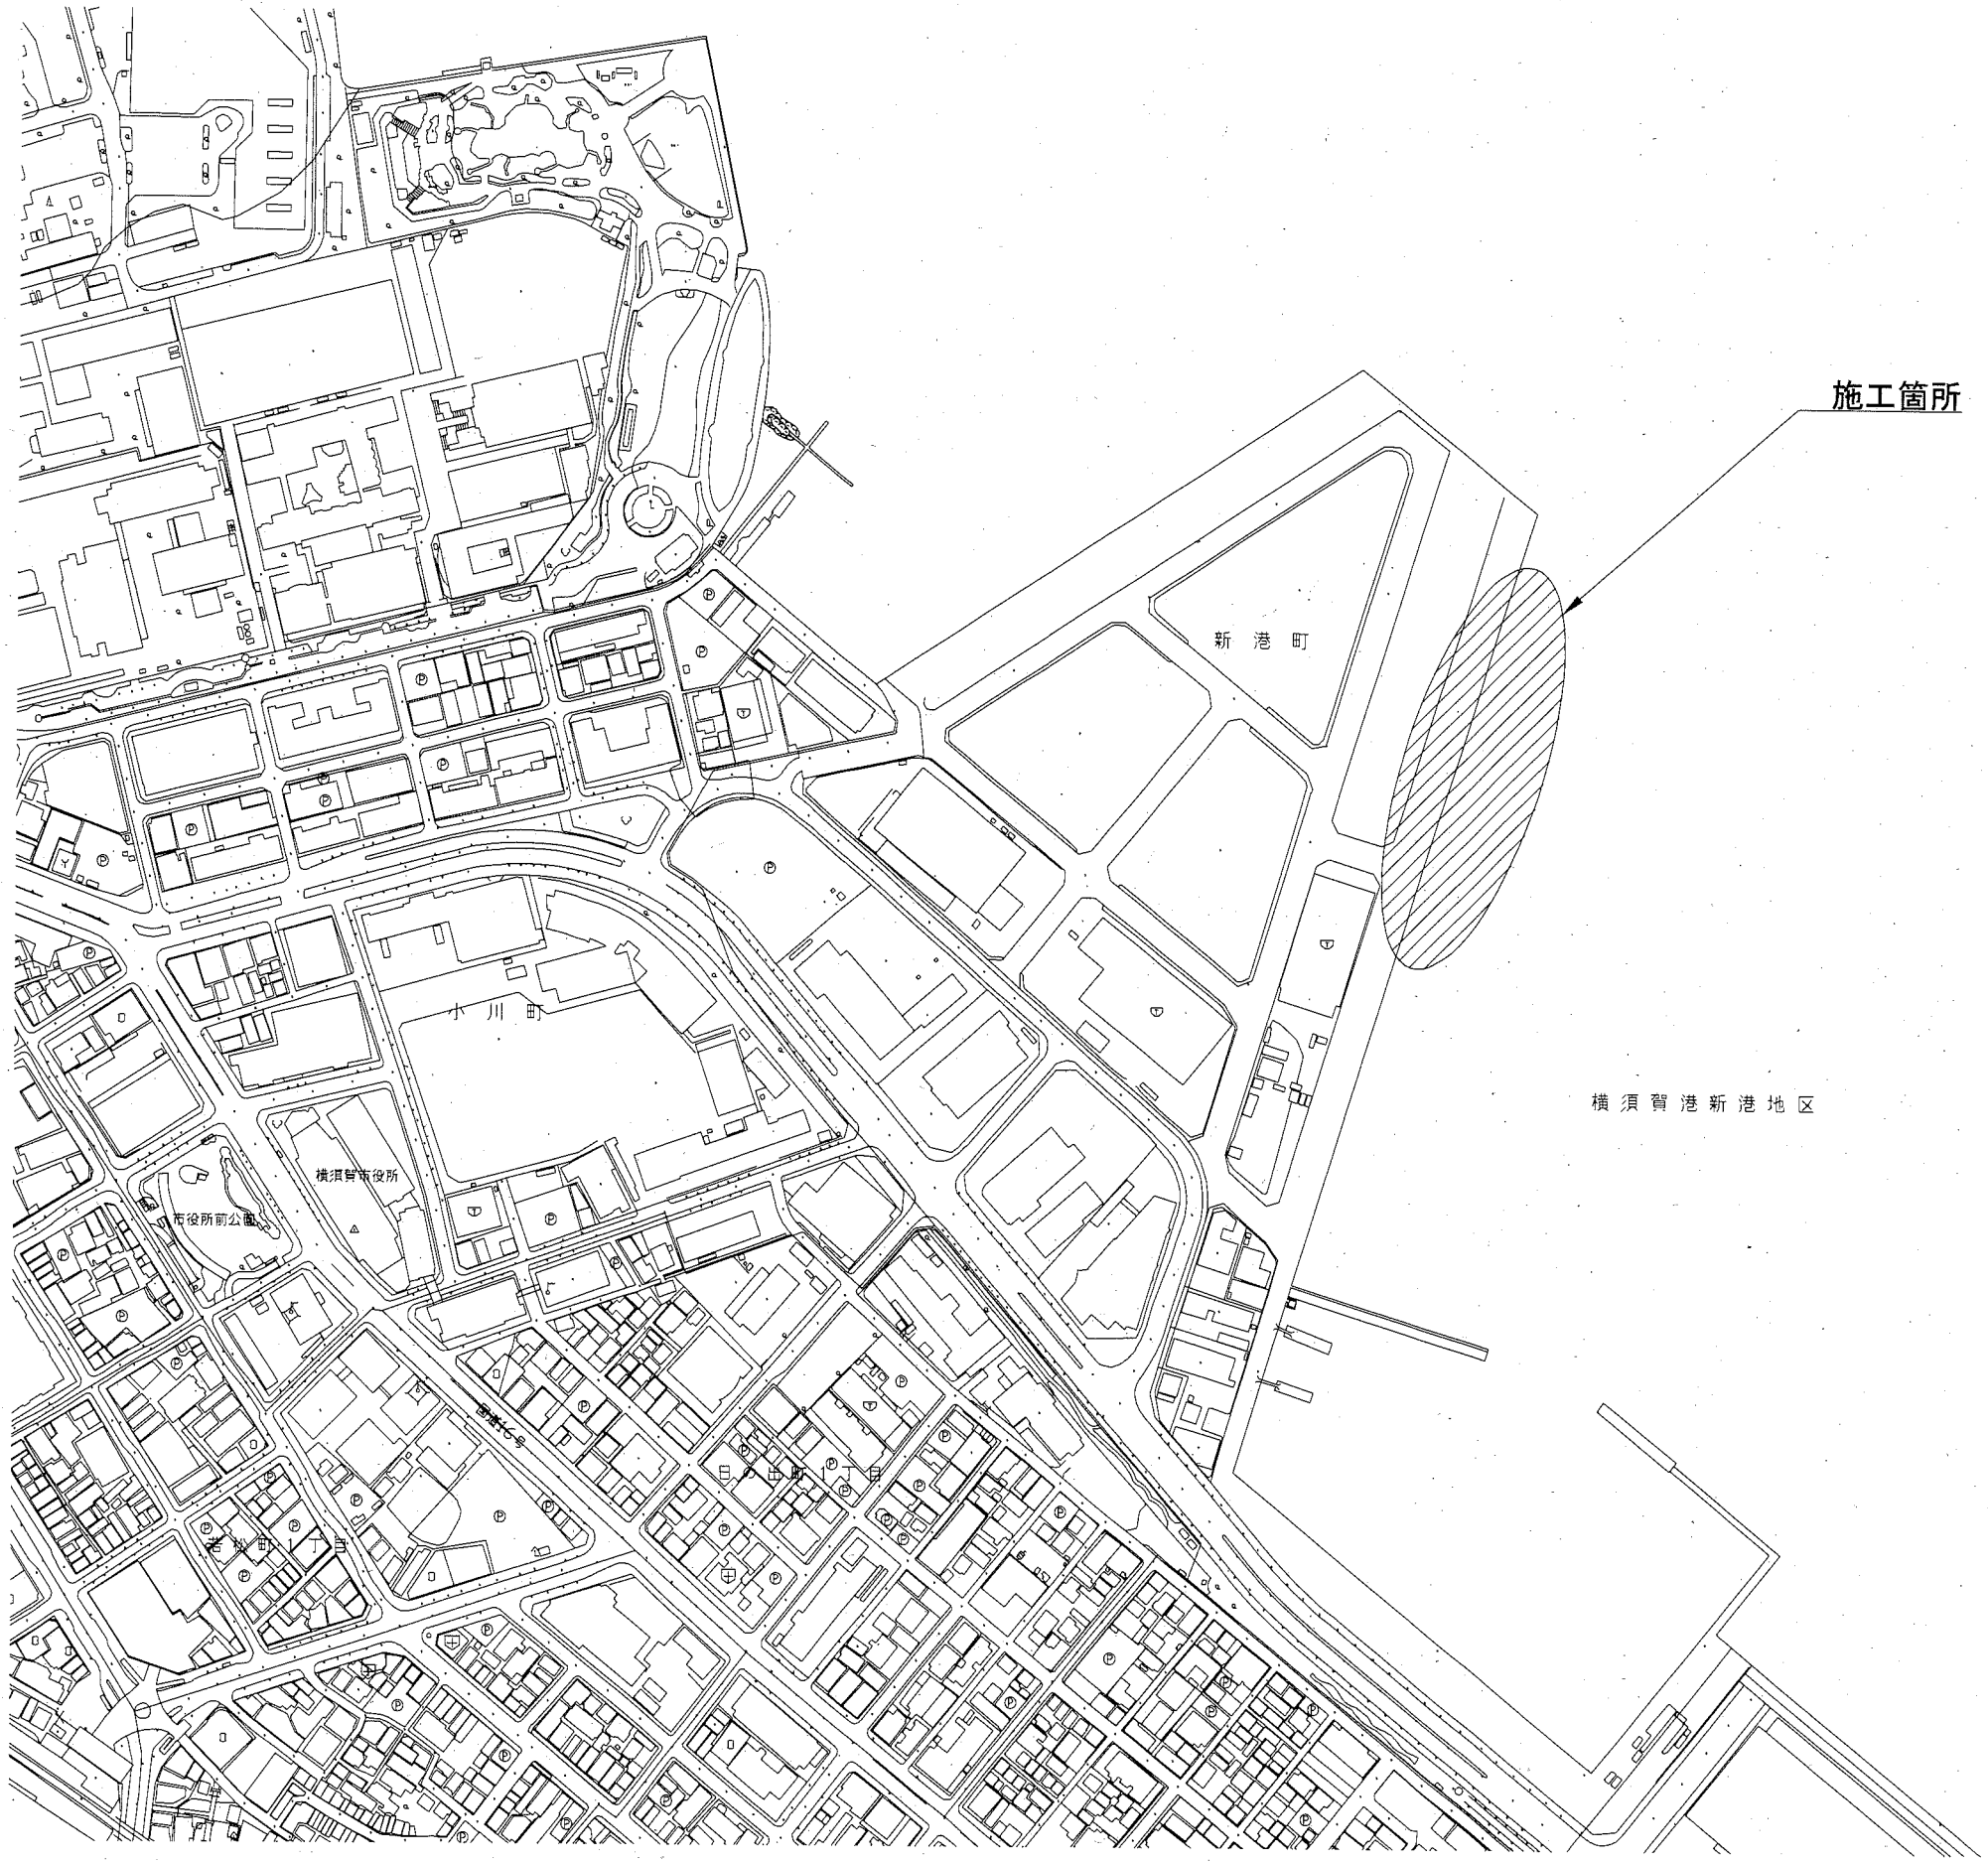 施工箇所
新港町
小川町
横須賀港新港地区
横須賀市役所
市役所前公園
国道16号
日の出町1丁目
若松町1丁目